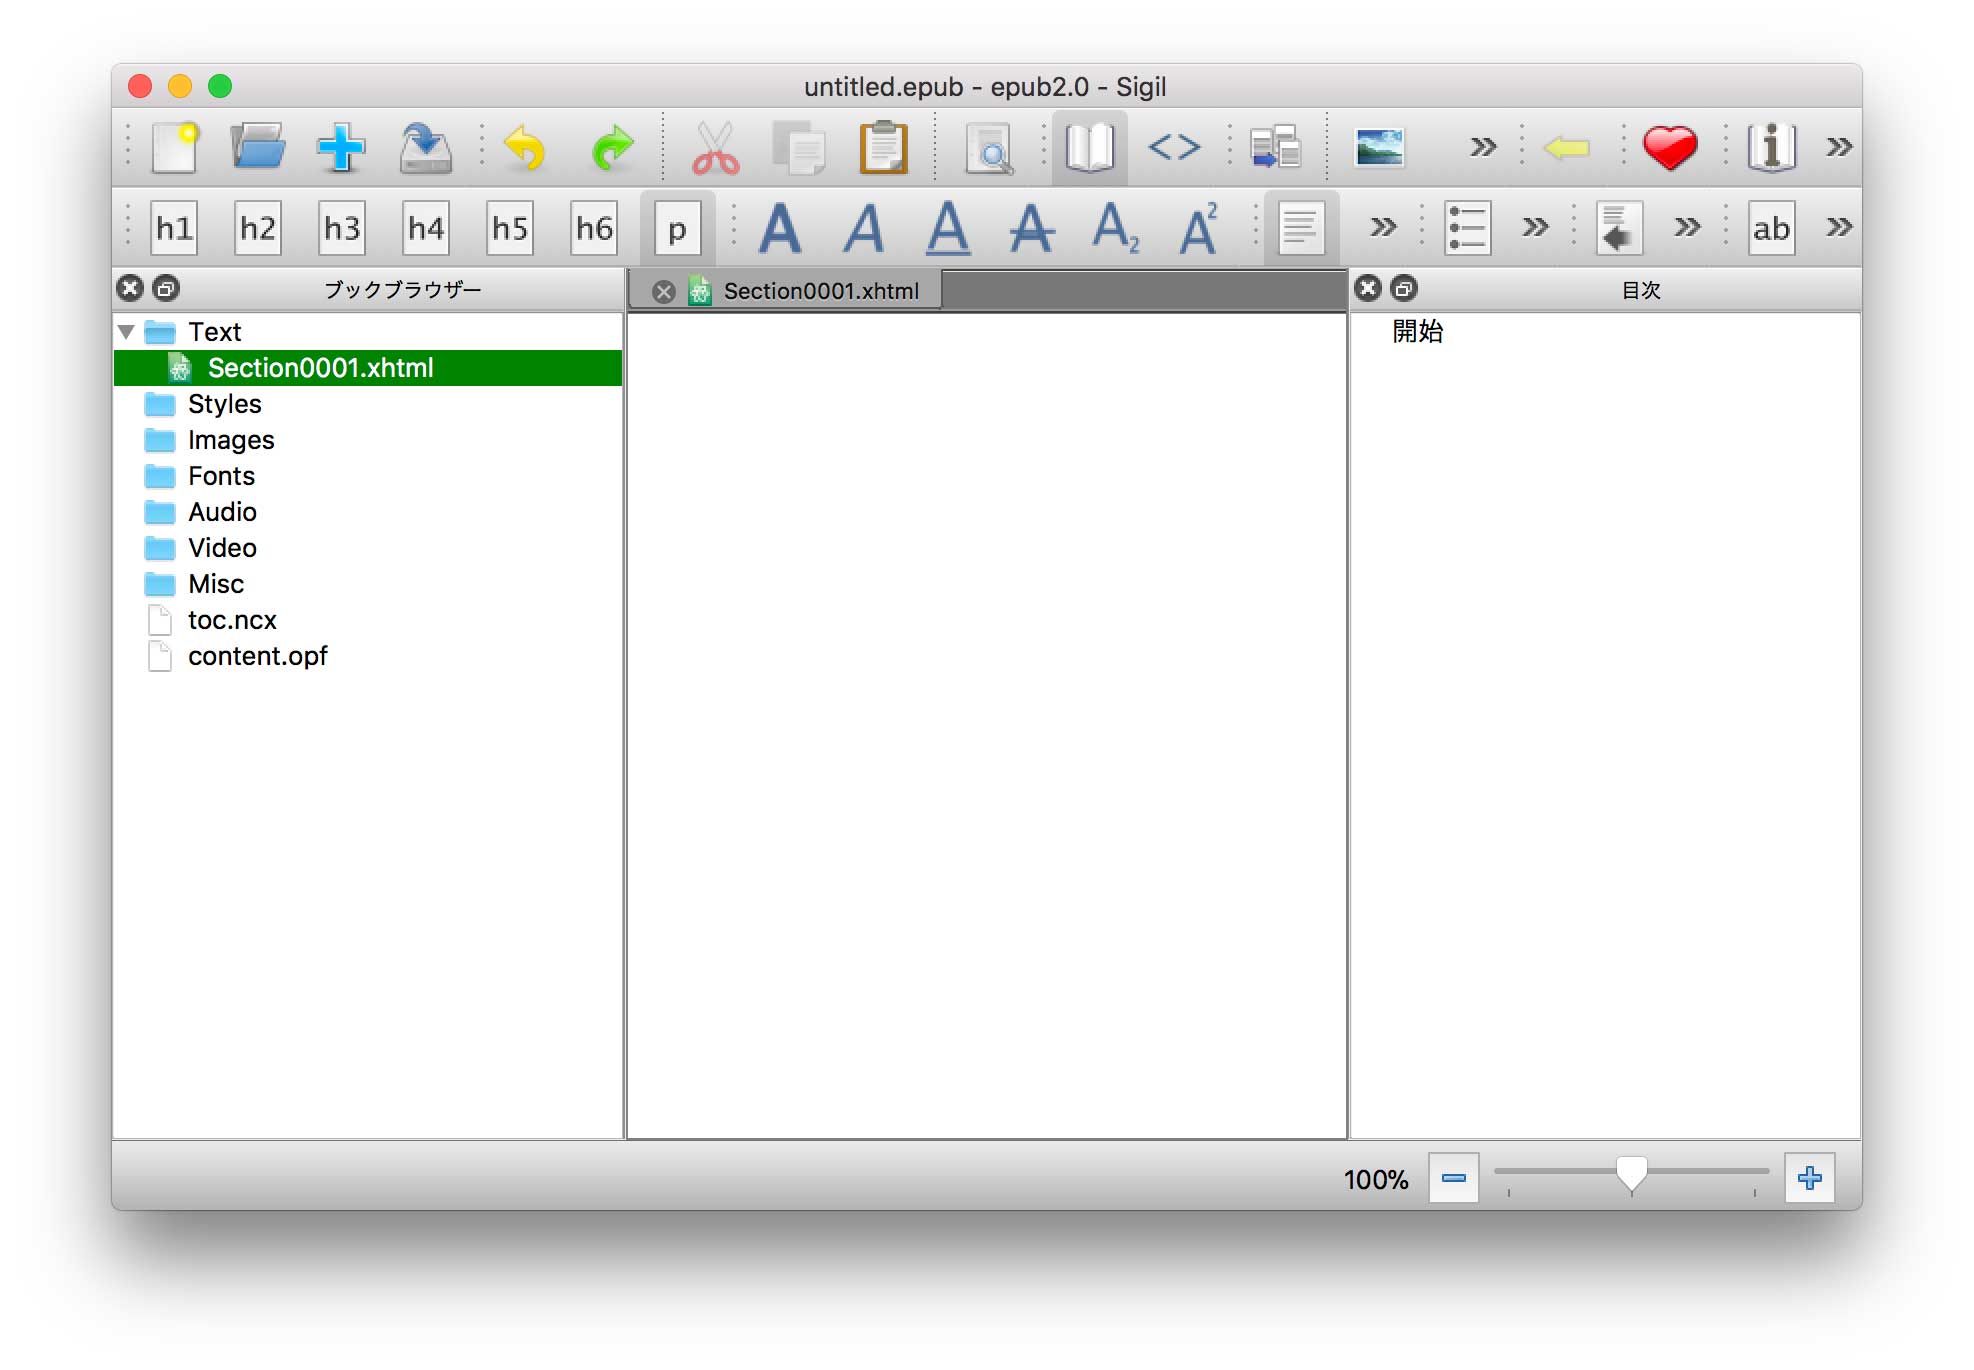 untitled.epub - epub2.0 - Sigil
h1 h2 h3 h4 h5 h6 p A A A A A2 A2 ab
ブックブラウザー
Text
Section0001.xhtml
Styles
Images
Fonts
Audio
Video
Misc
toc.ncx
content.opf
Section0001.xhtml
目次
開始
100%